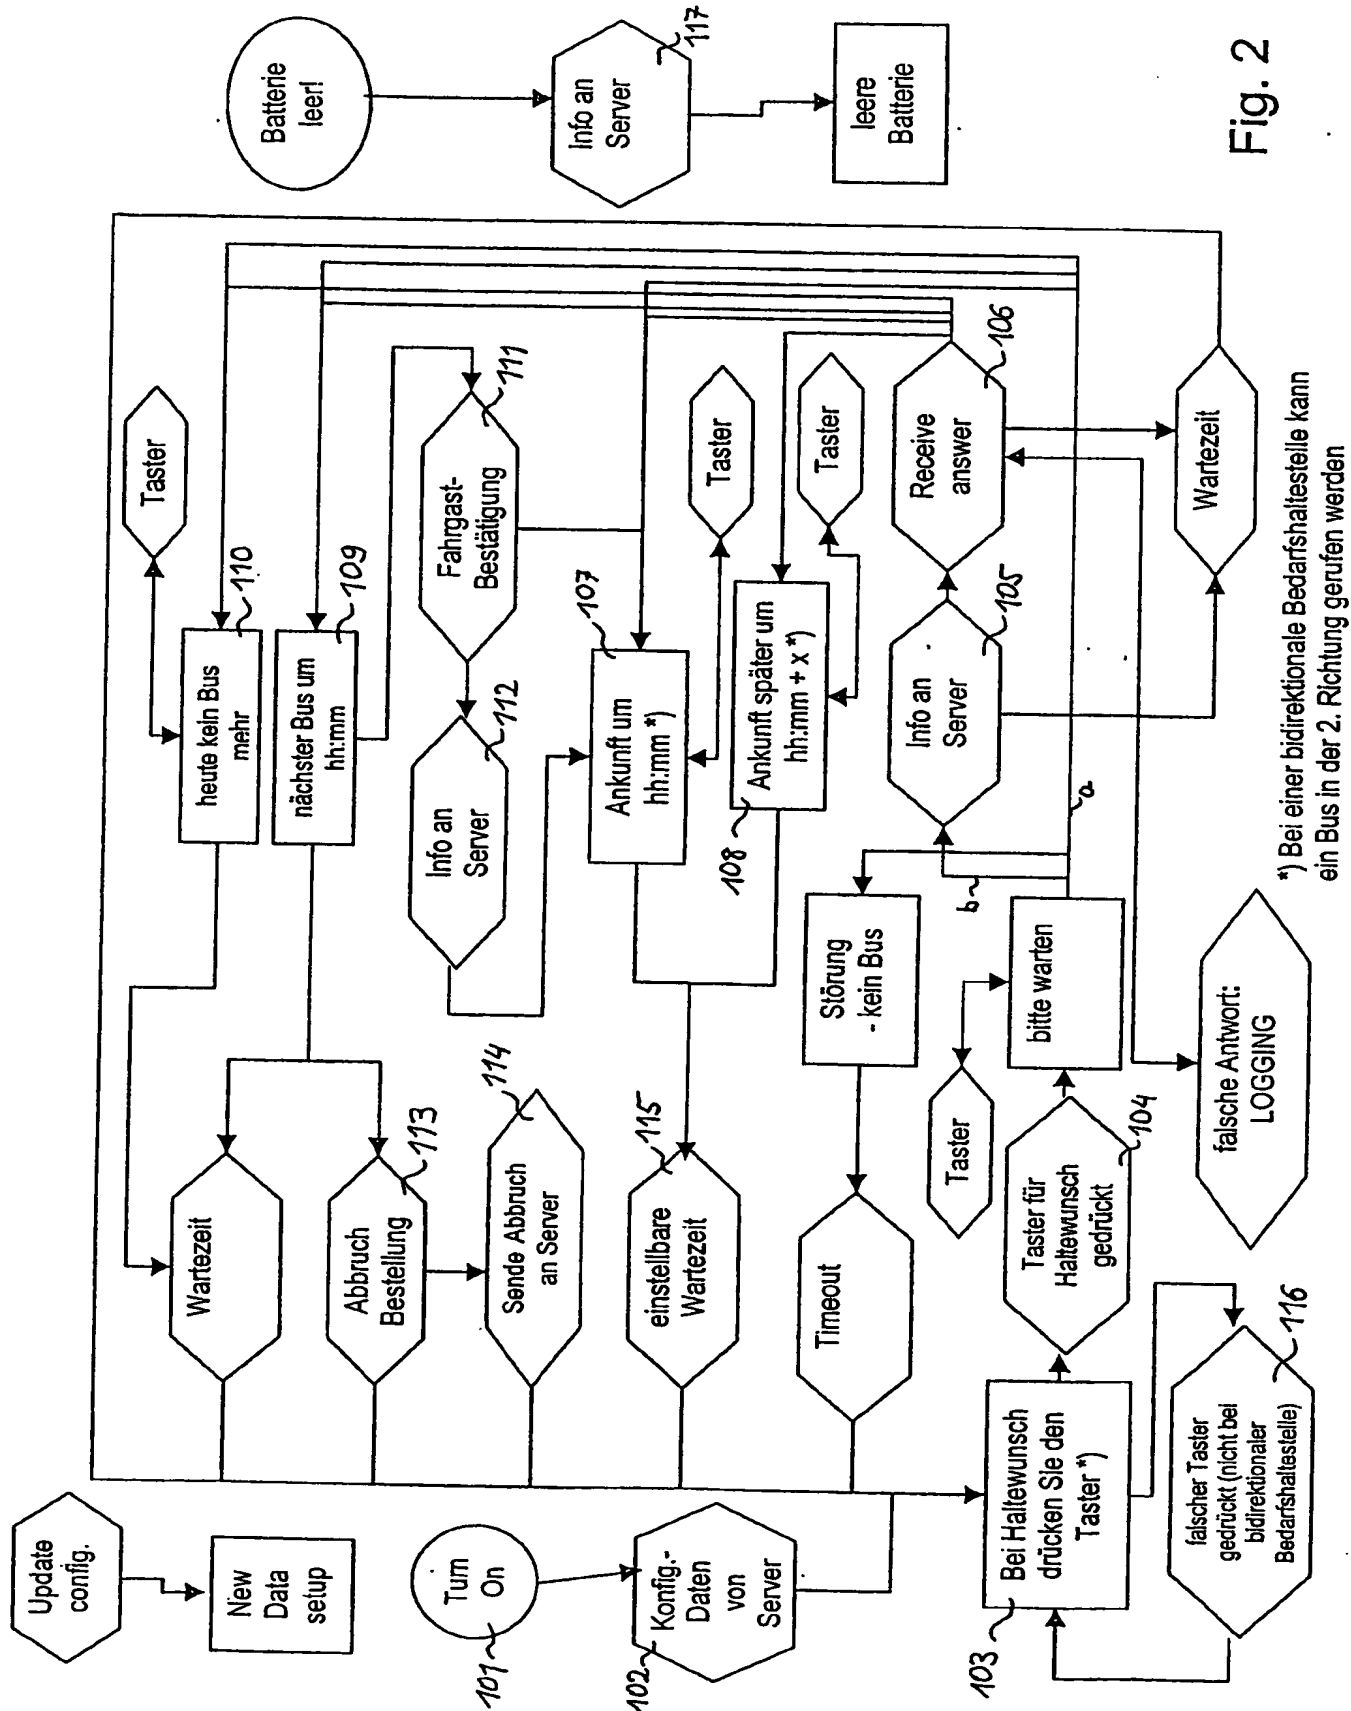 Update
config.
New
Data
setup
Turn
On
101
Konfig.-
Daten
von
Server
102
Bei Haltewunsch
drücken Sie den
Taster *)
103
falscher Taster
gedrückt (nicht bei
bidirektionaler
Bedarfshaltestelle)
116
Taster für
Haltewunsch
gedrückt
104
bitte warten
Taster
Wartezeit
Abbruch
Bestellung
113
Sende Abbruch
an Server
114
einstellbare
Wartezeit
115
Timeout
Störung
- kein Bus
falsche Antwort:
LOGGING
b
a
Info an
Server
105
Receive
answer
106
Wartezeit
heute kein Bus
mehr
110
Taster
nächster Bus um
hh:mm
109
Fahrgast-
Bestätigung
111
Info an
Server
112
Ankunft um
hh:mm *)
107
Taster
Ankunft später um
hh:mm + x *)
108
Taster
Batterie
leer!
Info an
Server
117
leere
Batterie
*) Bei einer bidirektionale Bedarfshaltestelle kann
ein Bus in der 2. Richtung gerufen werden
Fig. 2